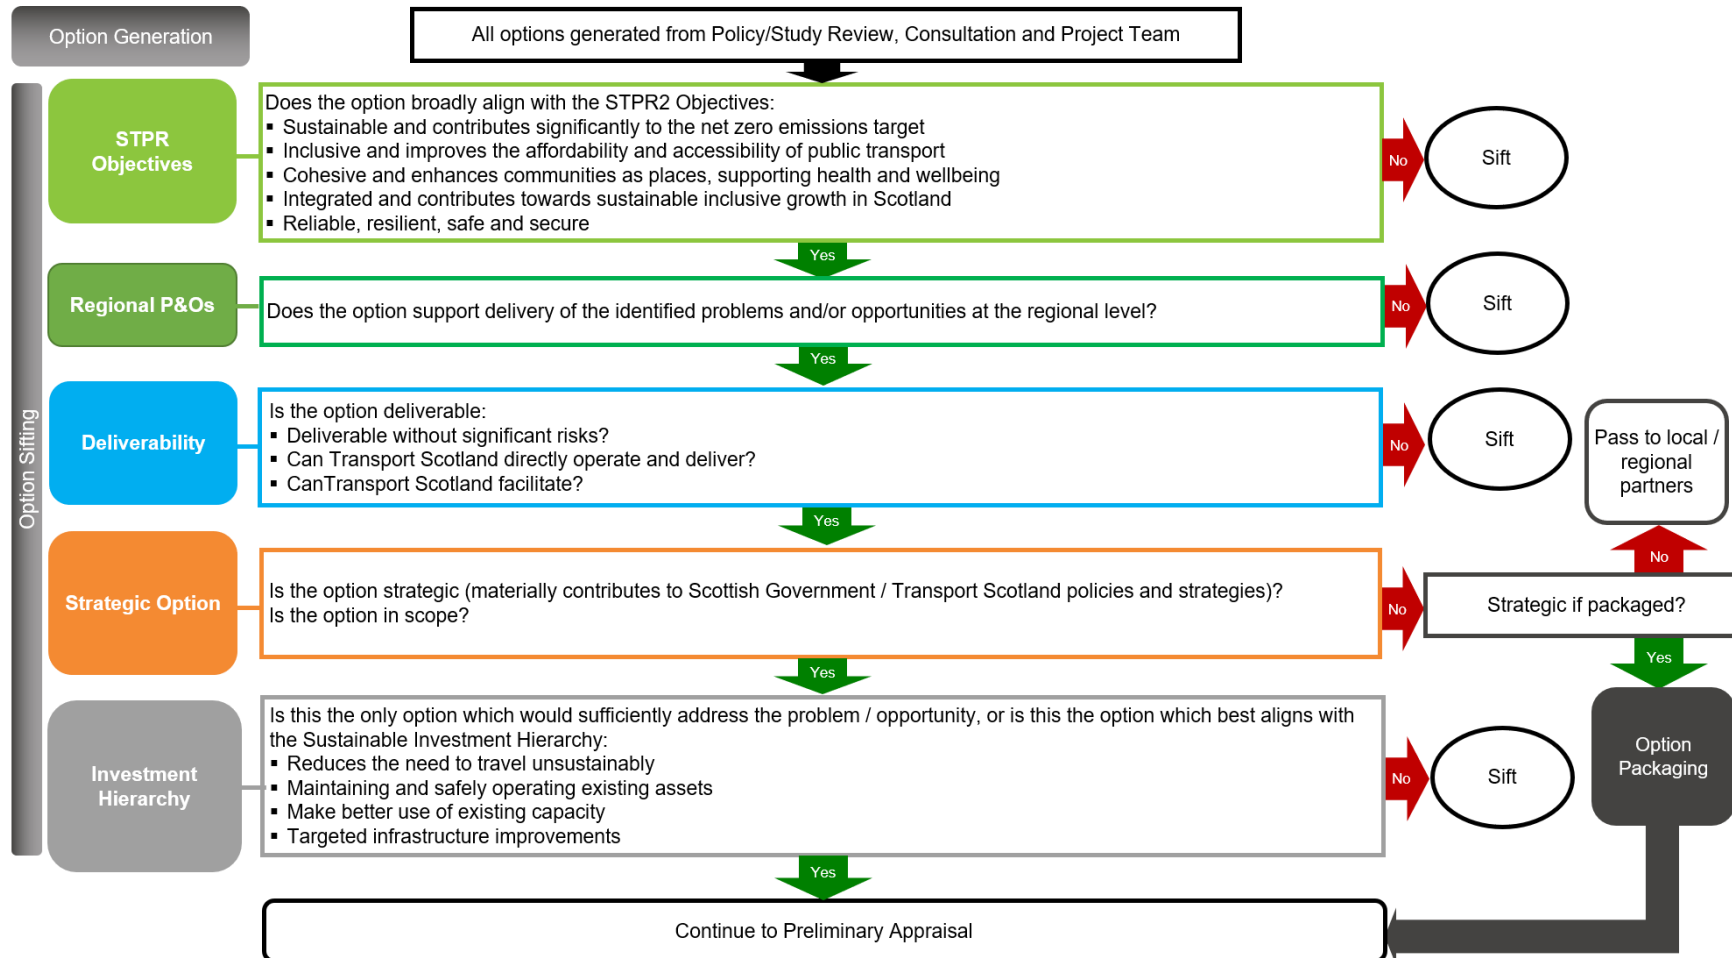 Option Generation
All options generated from Policy/Study Review, Consultation and Project Team
Option Sifting
STPR
Objectives
Does the option broadly align with the STPR2 Objectives:
▪ Sustainable and contributes significantly to the net zero emissions target
▪ Inclusive and improves the affordability and accessibility of public transport
▪ Cohesive and enhances communities as places, supporting health and wellbeing
▪ Integrated and contributes towards sustainable inclusive growth in Scotland
▪ Reliable, resilient, safe and secure
No
Sift
Yes
Regional P&Os
Does the option support delivery of the identified problems and/or opportunities at the regional level?
No
Sift
Yes
Deliverability
Is the option deliverable:
▪ Deliverable without significant risks?
▪ Can Transport Scotland directly operate and deliver?
▪ CanTransport Scotland facilitate?
No
Sift
Pass to local /
regional
partners
Yes
No
Strategic Option
Is the option strategic (materially contributes to Scottish Government / Transport Scotland policies and strategies)?
Is the option in scope?
No
Strategic if packaged?
Yes
Yes
Investment
Hierarchy
Is this the only option which would sufficiently address the problem / opportunity, or is this the option which best aligns with
the Sustainable Investment Hierarchy:
▪ Reduces the need to travel unsustainably
▪ Maintaining and safely operating existing assets
▪ Make better use of existing capacity
▪ Targeted infrastructure improvements
No
Sift
Option
Packaging
Yes
Continue to Preliminary Appraisal